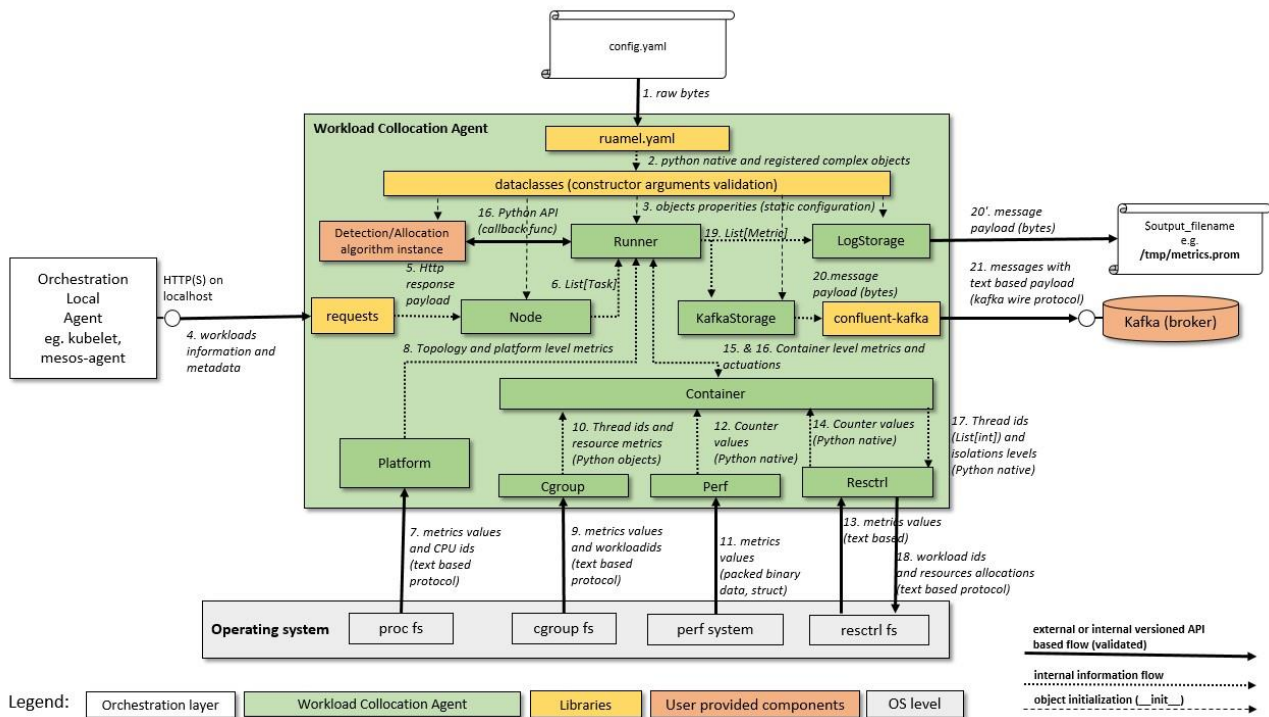 config.yaml
1. raw bytes
Workload Collocation Agent
ruamel.yaml
2. python native and registered complex objects
dataclasses (constructor arguments validation)
3. objects properities (static configuration)
16. Python API
(callback func)
Detection/Allocation
algorithm instance
Runner
19. List[Metric]
LogStorage
20'. message
payload (bytes)
$output_filename
e.g.
/tmp/metrics.prom
Orchestration
Local
Agent
eg. kubelet,
mesos-agent
HTTP(S) on
localhost
4. workloads
information and
metadata
requests
5. Http
response
payload
6. List[Task]
Node
KafkaStorage
20.message
payload (bytes)
confluent-kafka
21. messages with
text based payload
(kafka wire protocol)
Kafka (broker)
8. Topology and platform level metrics
15. & 16. Container level metrics and
actuations
Container
10. Thread ids and
resource metrics
(Python objects)
12. Counter
values
(Python native)
14. Counter values
(Python native)
17. Thread ids
(List[int]) and
isolations levels
(Python native)
Platform
Cgroup
Perf
Resctrl
7. metrics values
and CPU ids
(text based
protocol)
9. metrics values
and workloadids
(text based
protocol)
11. metrics
values
(packed binary
data, struct)
13. metrics values
(text based)
18. workload ids
and resources allocations
(text based protocol)
Operating system
proc fs
cgroup fs
perf system
resctrl fs
external or internal versioned API
based flow (validated)
internal information flow
object initialization (__init__)
Legend:
Orchestration layer
Workload Collocation Agent
Libraries
User provided components
OS level